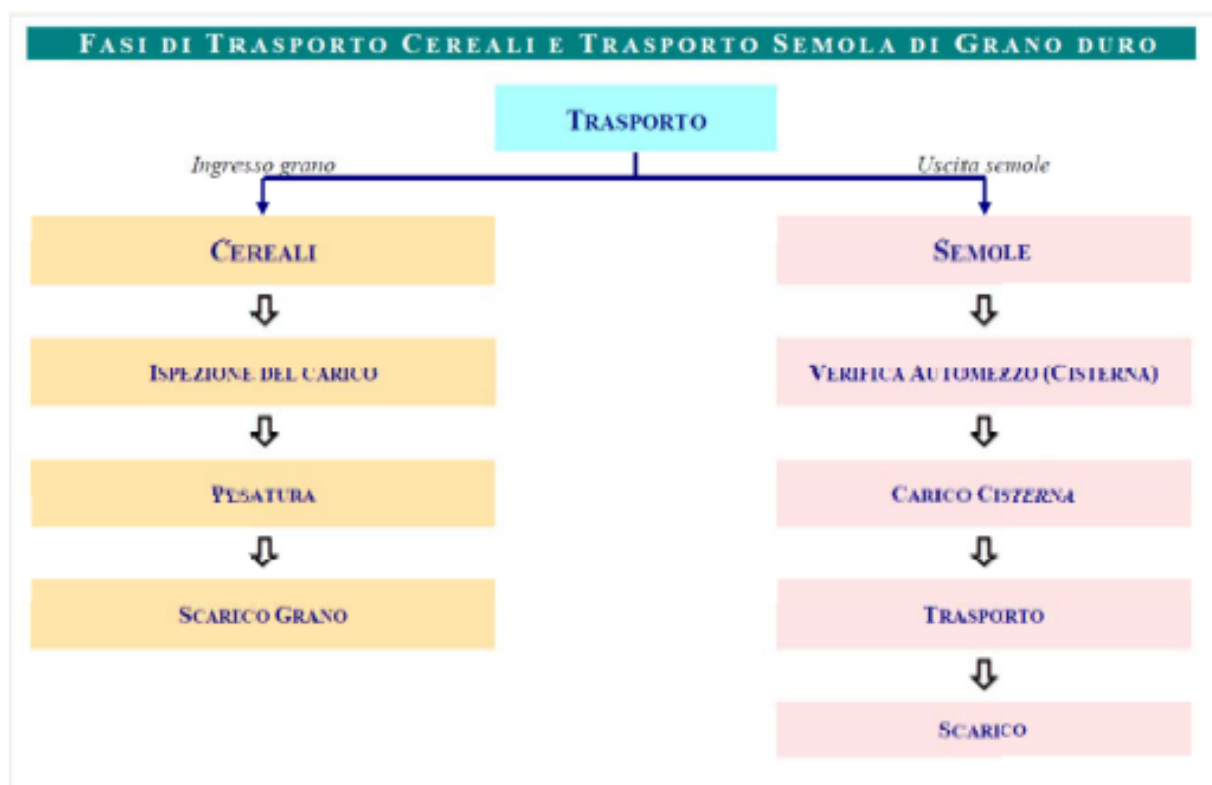 FASI DI TRASPORTO CEREALI E TRASPORTO SEMOLA DI GRANO DURO
TRASPORTO
Ingresso grano
Uscita semole
CEREALI
SEMOLE
ISPEZIONE DEL CARICO
VERIFICA AUTOMEZZO (CISTERNA)
PESATURA
CARICO CISTERNA
SCARICO GRANO
TRASPORTO
SCARICO